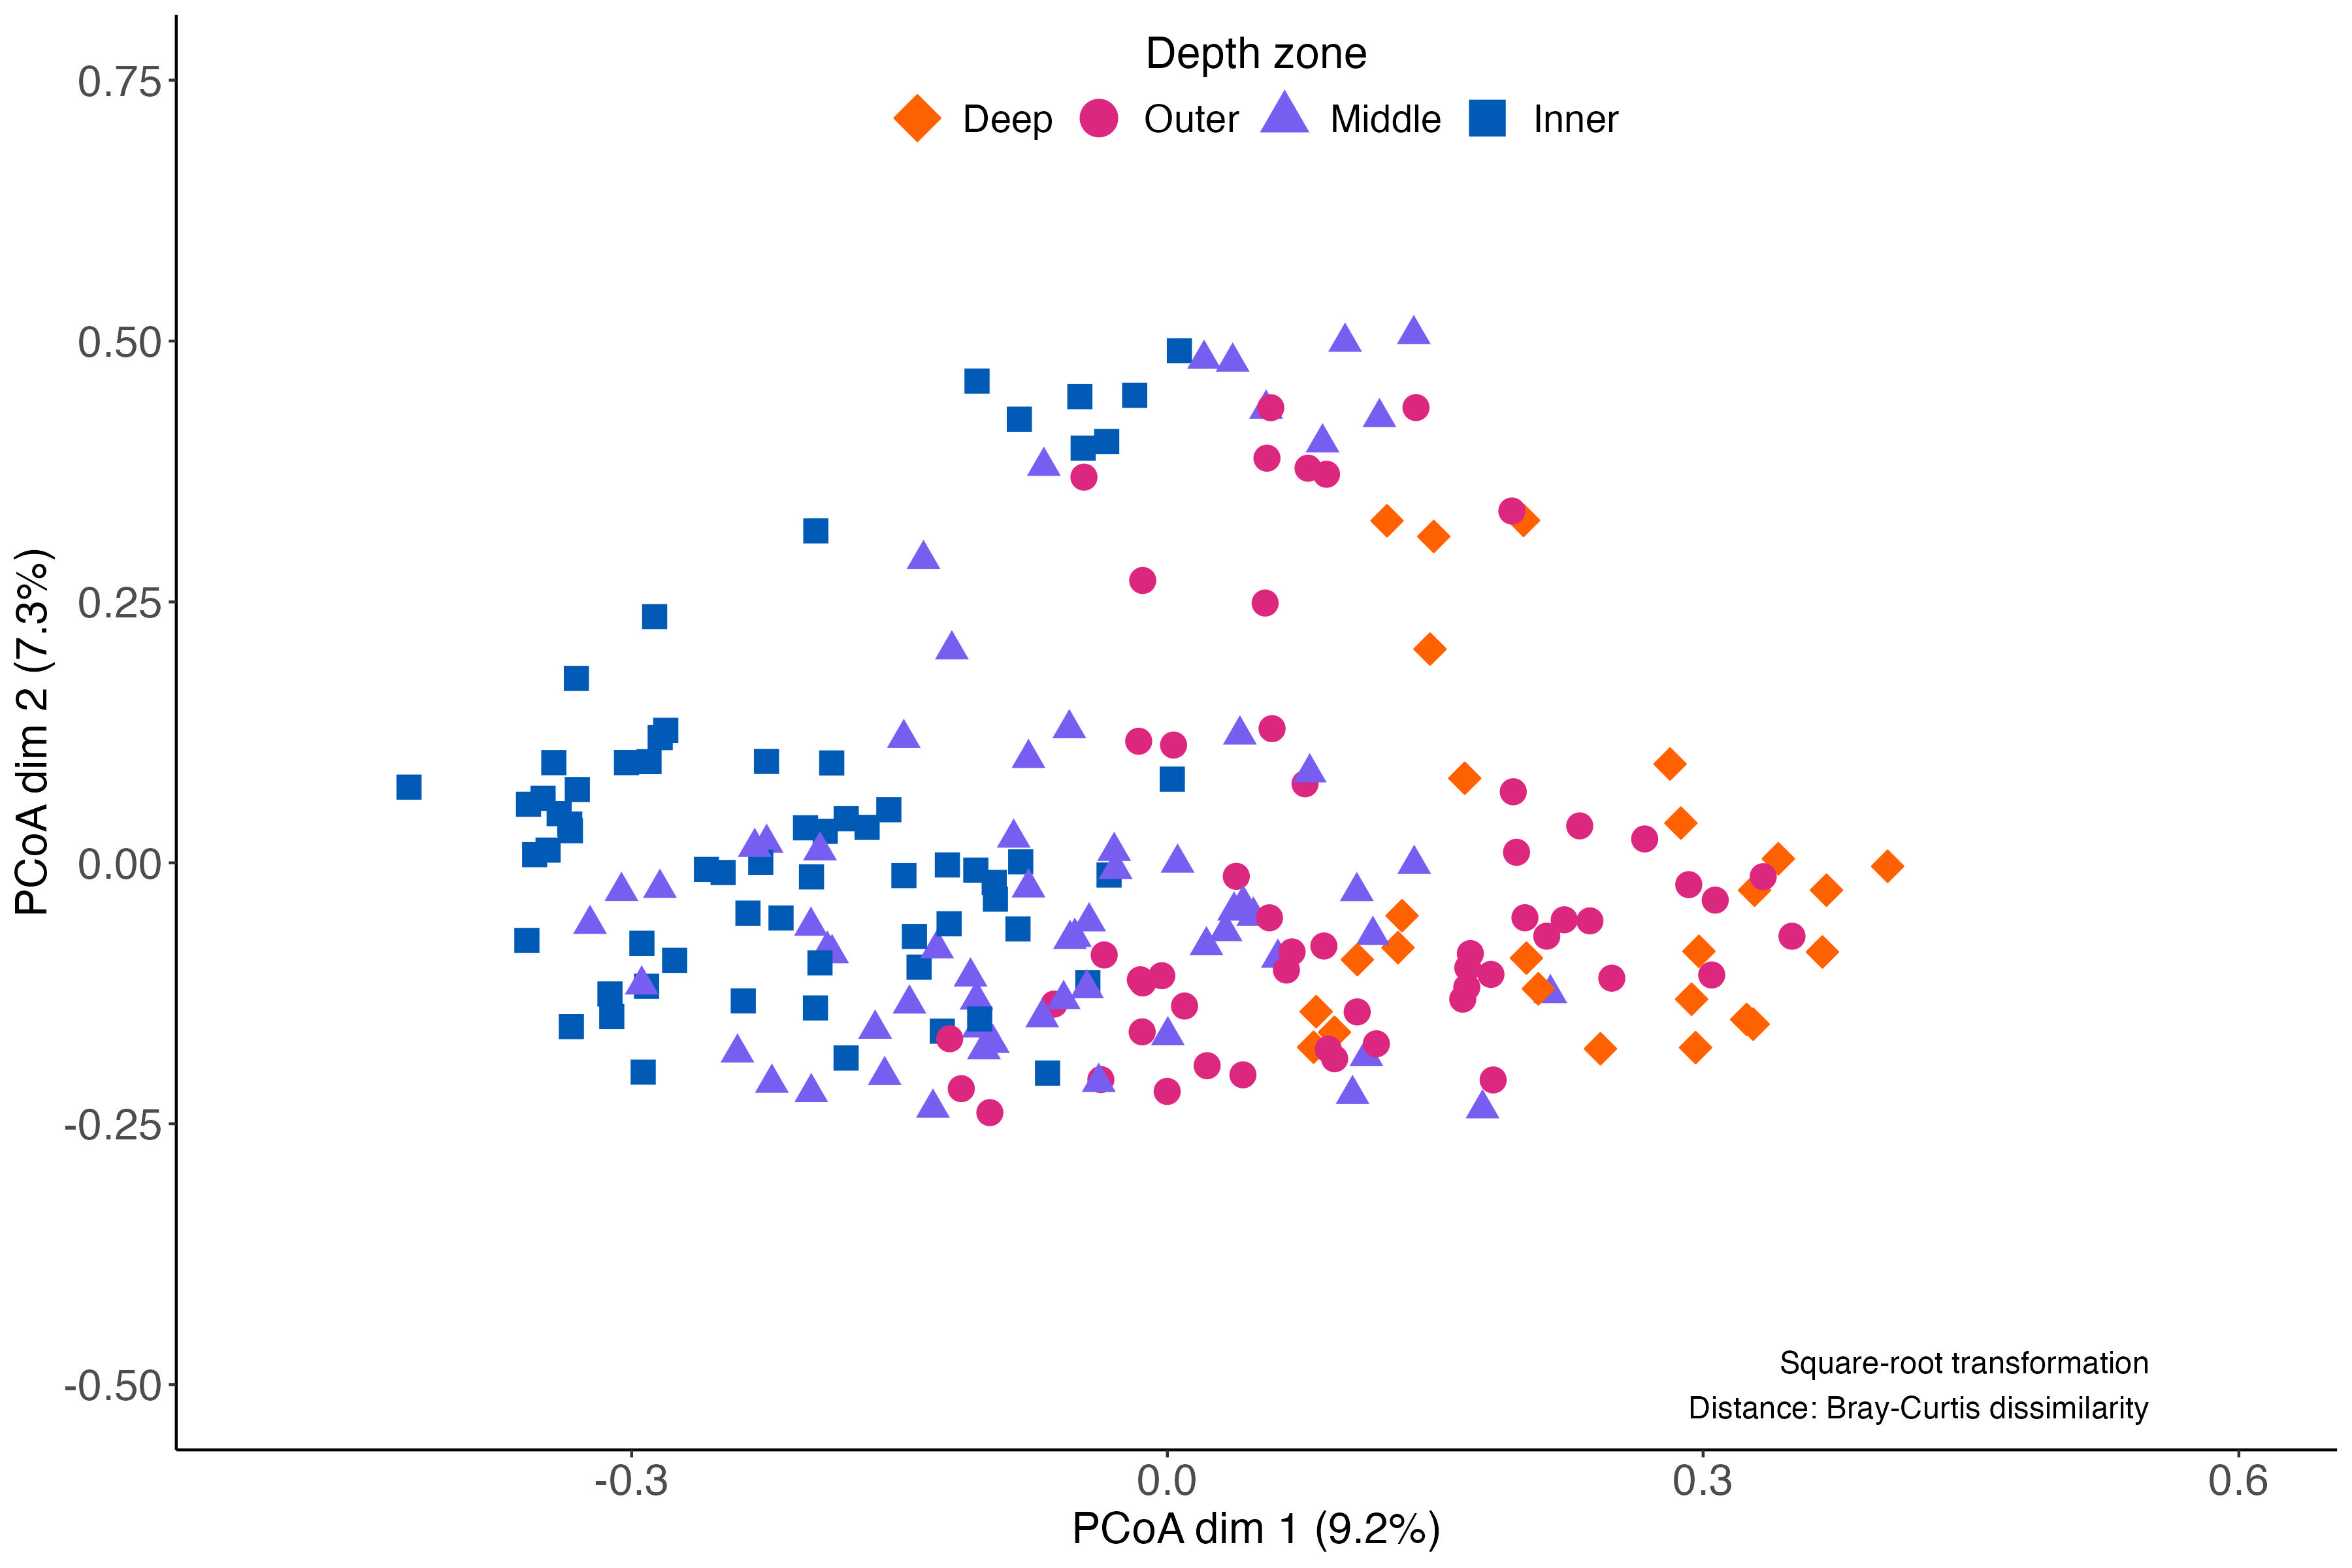 Depth zone
Deep Outer Middle Inner
0.75
0.50
0.25
0.00
-0.25
-0.50
PCoA dim 2 (7.3%)
Square-root transformation
Distance: Bray-Curtis dissimilarity
-0.3 0.0 0.3 0.6
PCoA dim 1 (9.2%)